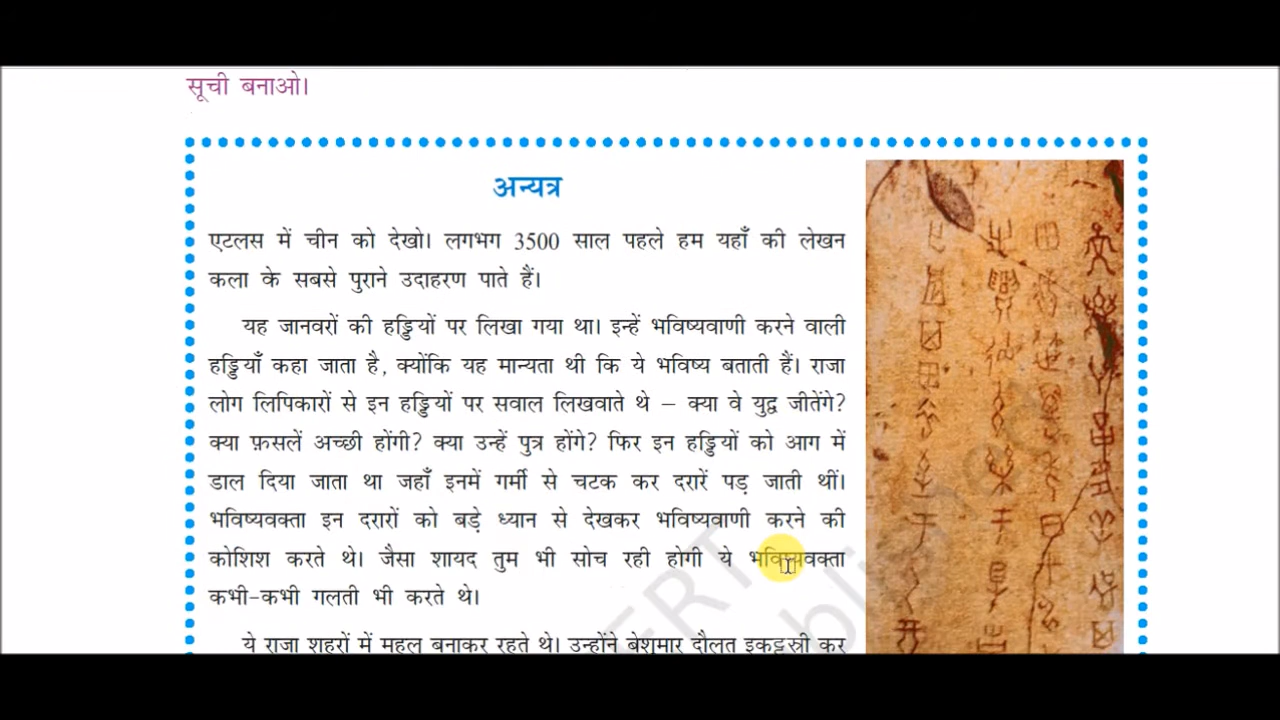 सूची बनाओ।
अन्यत्र
एटलस में चीन को देखो। लगभग 3500 साल पहले हम यहाँ की लेखन
कला के सबसे पुराने उदाहरण पाते हैं।
यह जानवरों की हड्डियों पर लिखा गया था। इन्हें भविष्यवाणी करने वाली
हड्डियाँ कहा जाता है, क्योंकि यह मान्यता थी कि ये भविष्य बताती हैं। राजा
लोग लिपिकारों से इन हड्डियों पर सवाल लिखवाते थे – क्या वे युद्ध जीतेंगे?
क्या फ़सलें अच्छी होंगी? क्या उन्हें पुत्र होंगे? फिर इन हड्डियों को आग में
डाल दिया जाता था जहाँ इनमें गर्मी से चटक कर दरारें पड़ जाती थीं।
भविष्यवक्ता इन दरारों को बड़े ध्यान से देखकर भविष्यवाणी करने की
कोशिश करते थे। जैसा शायद तुम भी सोच रही होगी ये भविष्यवक्ता
कभी-कभी गलती भी करते थे।
ये राजा शहरों में महल बनाकर रहते थे। उन्होंने बेशुमार दौलत कर